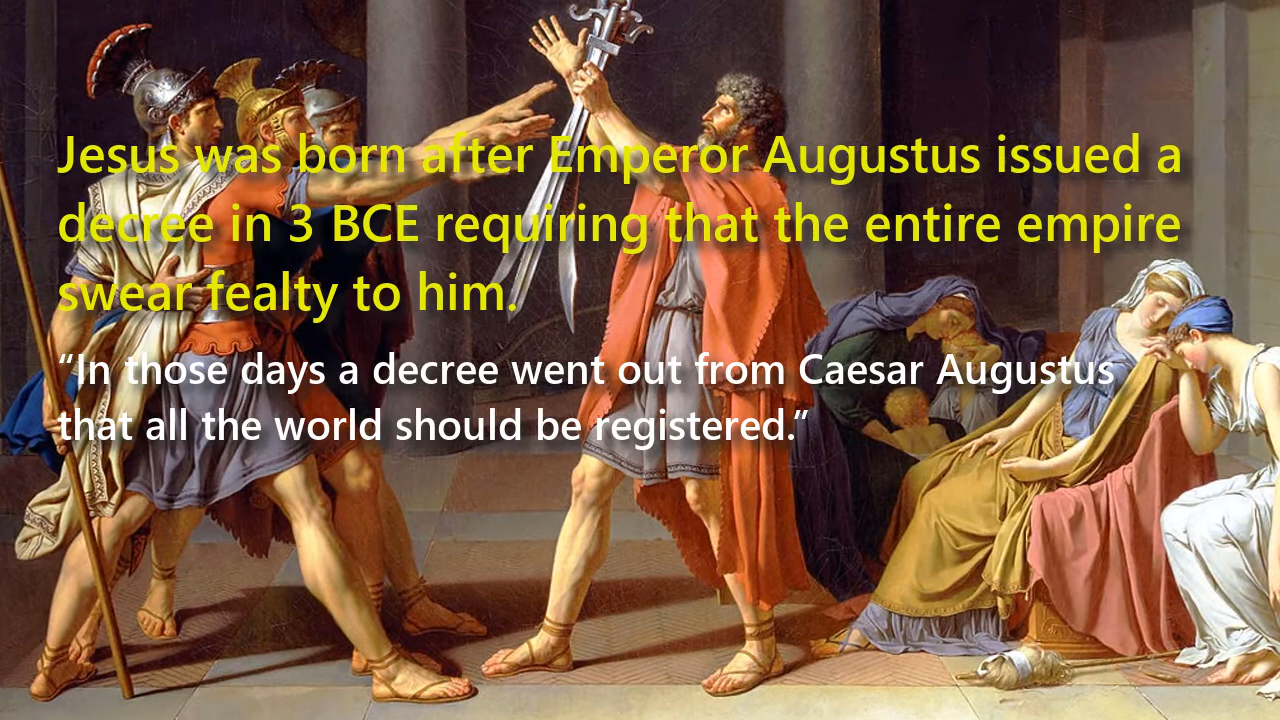 Jesus was born after Emperor Augustus issued a
decree in 3 BCE requiring that the entire empire
swear fealty to him.
“In those days a decree went out from Caesar Augustus
that all the world should be registered.”